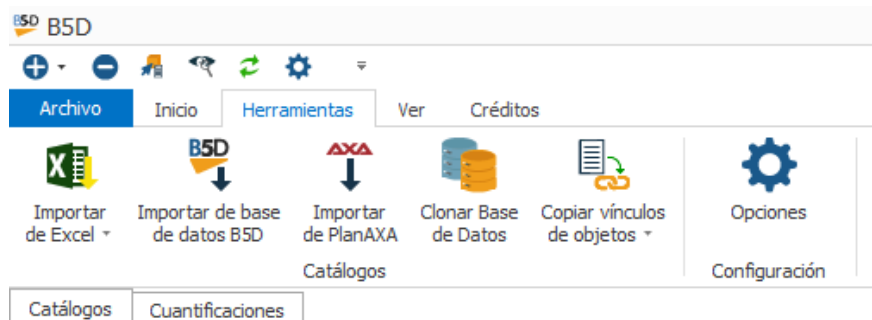 B5D B5D
Archivo Inicio Herramientas Ver Créditos
B5D AXA
Importar de Excel
Importar de base de datos B5D
Importar de PlanAXA
Clonar Base de Datos
Copiar vínculos de objetos
Opciones
Catálogos Configuración
Catálogos Cuantificaciones